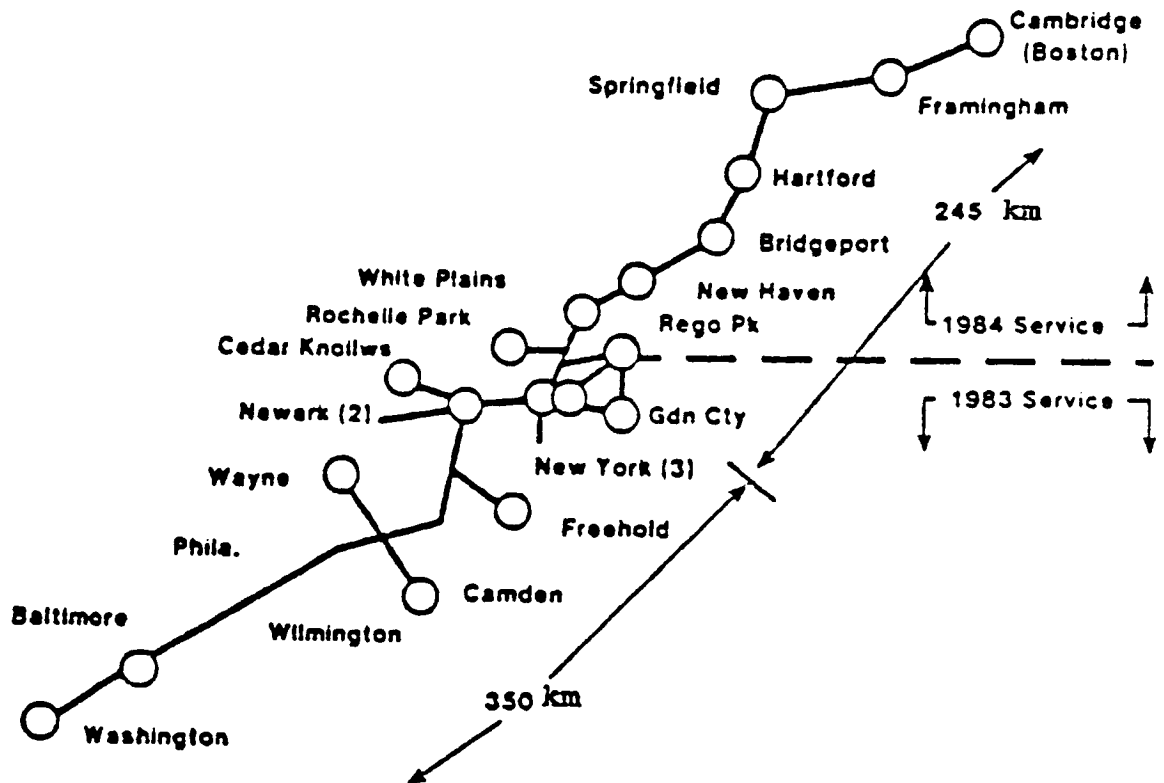 Cambridge
(Boston)
Springfield
Framingham
Hartford
245 km
Bridgeport
White Plains
New Haven
Rochelle Park
Rego Pk
1984 Service
Cedar Knollws
1983 Service
Newark (2)
Gdn Cty
New York (3)
Wayne
Freehold
Phila.
Camden
Baltimore
Wilmington
350 km
Washington